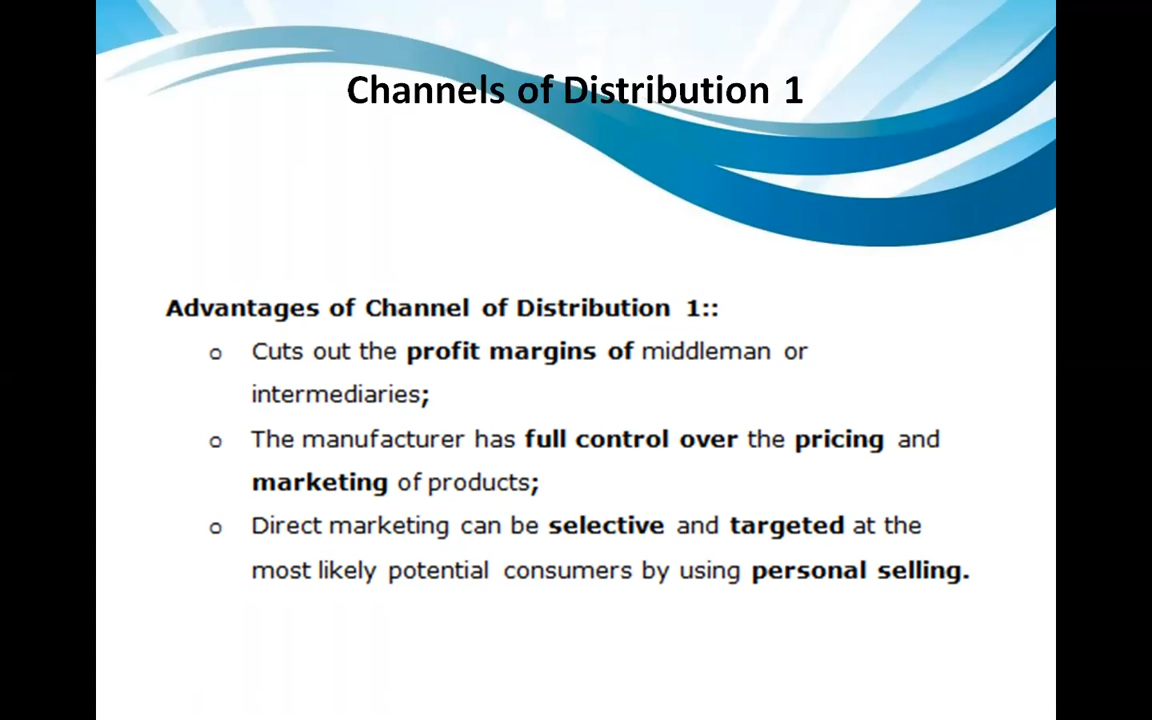 Channels of Distribution 1
Advantages of Channel of Distribution 1::
o Cuts out the profit margins of middleman or
intermediaries;
o The manufacturer has full control over the pricing and
marketing of products;
o Direct marketing can be selective and targeted at the
most likely potential consumers by using personal selling.